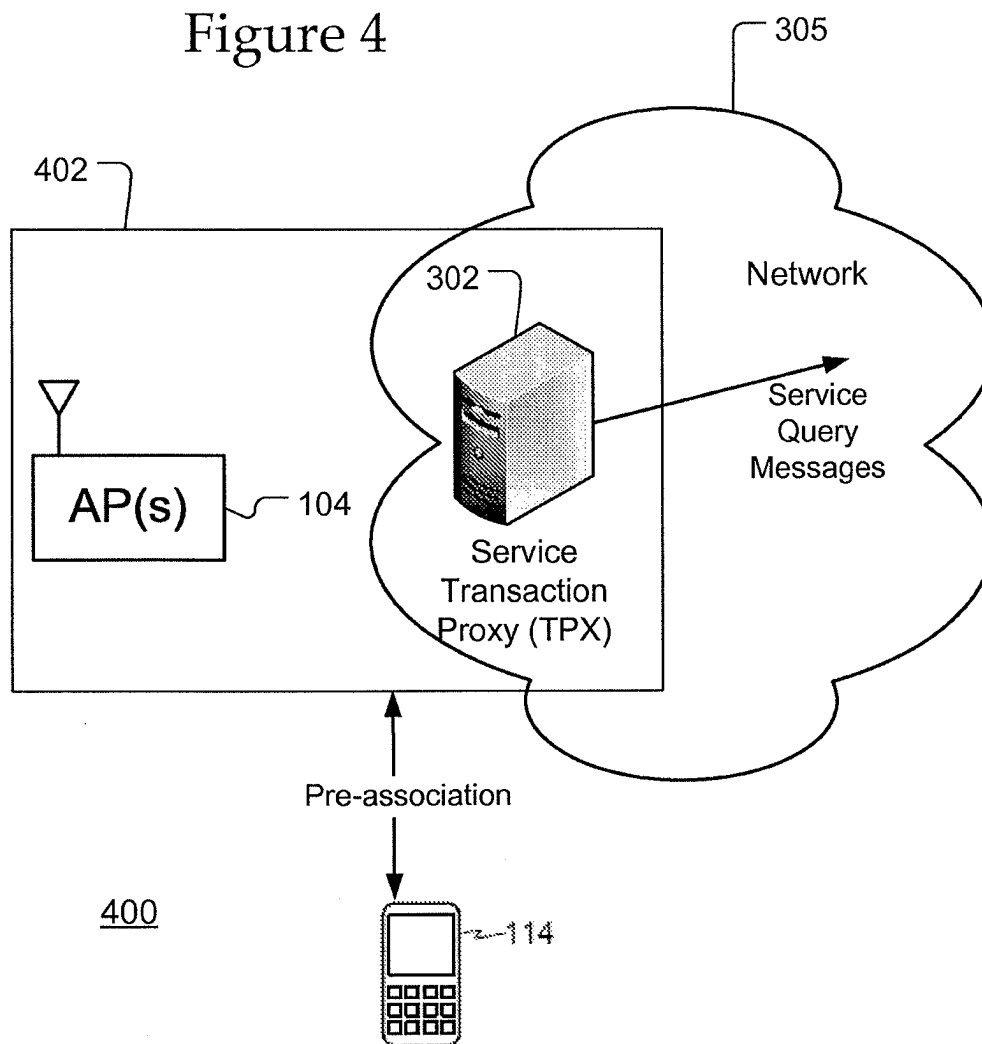 Figure 4
305
402
302
Network
Service
Query
Messages
AP(s)
104
Service
Transaction
Proxy (TPX)
Pre-association
400
114